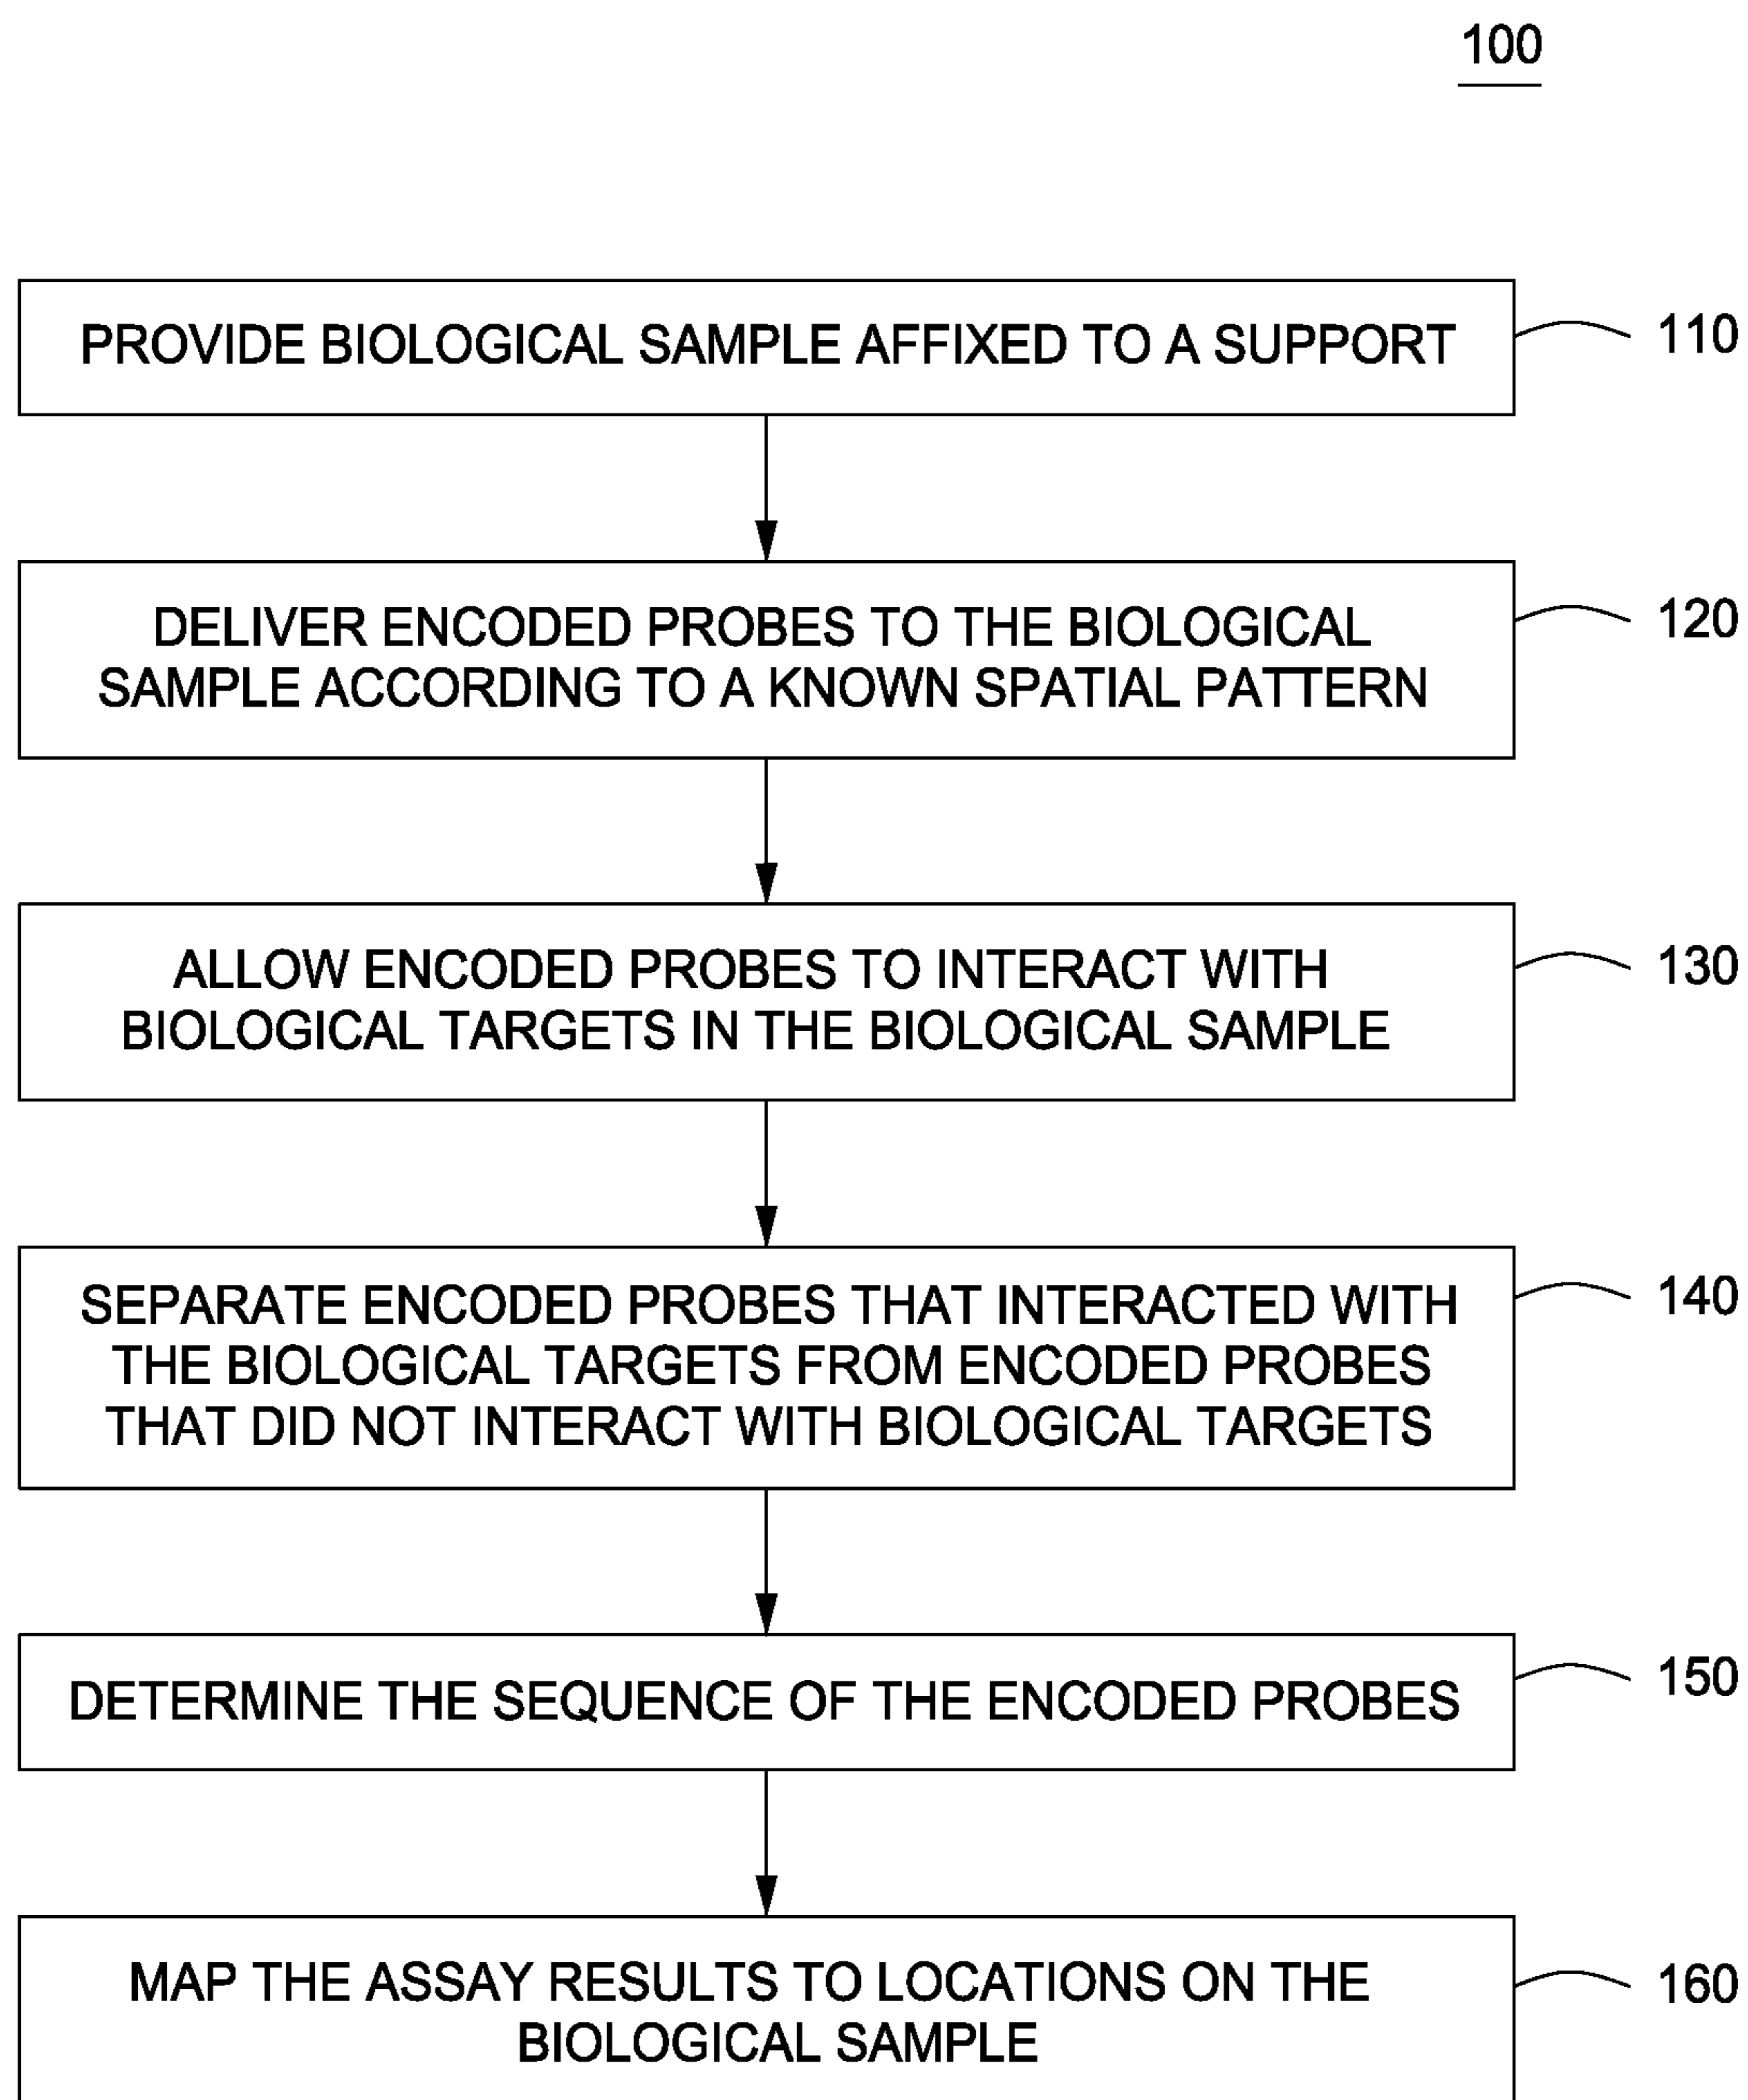 100
PROVIDE BIOLOGICAL SAMPLE AFFIXED TO A SUPPORT
110
DELIVER ENCODED PROBES TO THE BIOLOGICAL
SAMPLE ACCORDING TO A KNOWN SPATIAL PATTERN
120
ALLOW ENCODED PROBES TO INTERACT WITH
BIOLOGICAL TARGETS IN THE BIOLOGICAL SAMPLE
130
SEPARATE ENCODED PROBES THAT INTERACTED WITH
THE BIOLOGICAL TARGETS FROM ENCODED PROBES
THAT DID NOT INTERACT WITH BIOLOGICAL TARGETS
140
DETERMINE THE SEQUENCE OF THE ENCODED PROBES
150
MAP THE ASSAY RESULTS TO LOCATIONS ON THE
BIOLOGICAL SAMPLE
160